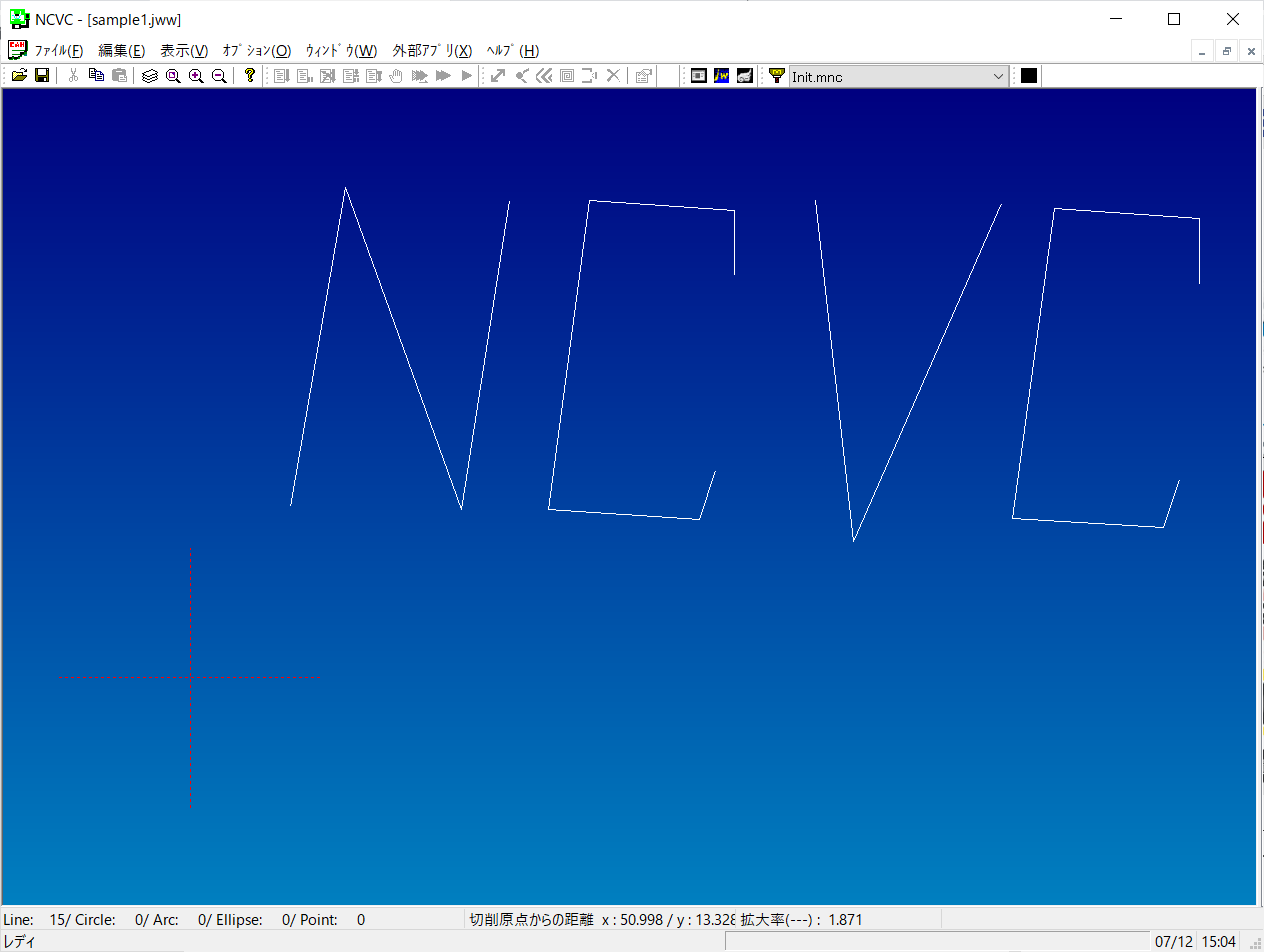 NCVC - [sample1.jww]
ﾌｧｲﾙ(F) 編集(E) 表示(V) ｵﾌﾟｼｮﾝ(O) ｳｨﾝﾄﾞｳ(W) 外部ｱﾌﾟﾘ(X) ﾍﾙﾌﾟ(H)
Init.mnc
NCVC
Line: 15/ Circle: 0/ Arc: 0/ Ellipse: 0/ Point: 0 切削原点からの距離 x : 50.998 / y : 13.328 拡大率(---) : 1.871
ﾚﾃﾞｨ 07/12 15:04